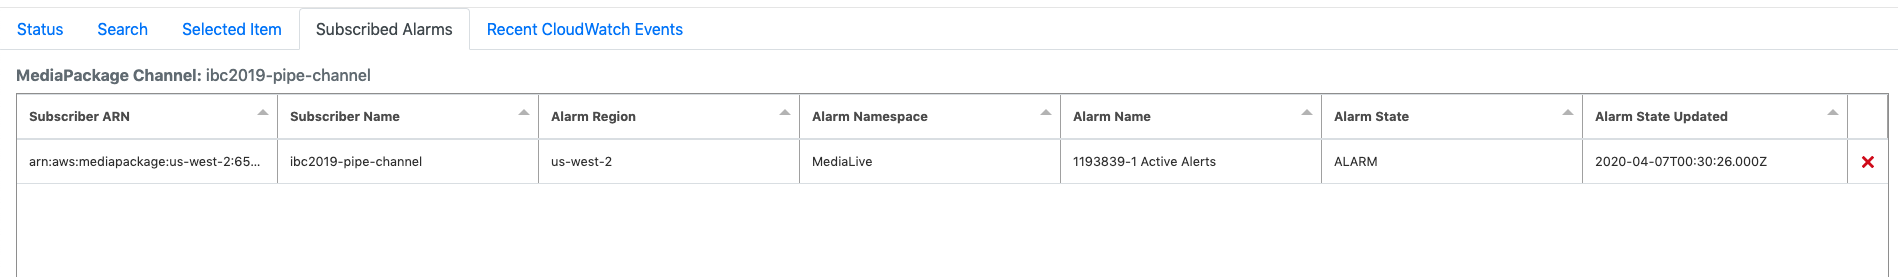 Status Search Selected Item Subscribed Alarms Recent CloudWatch Events
MediaPackage Channel: ibc2019-pipe-channel
Subscriber ARN Subscriber Name Alarm Region Alarm Namespace Alarm Name Alarm State Alarm State Updated
arn:aws:mediapackage:us-west-2:65... ibc2019-pipe-channel us-west-2 MediaLive 1193839-1 Active Alerts ALARM 2020-04-07T00:30:26.000Z